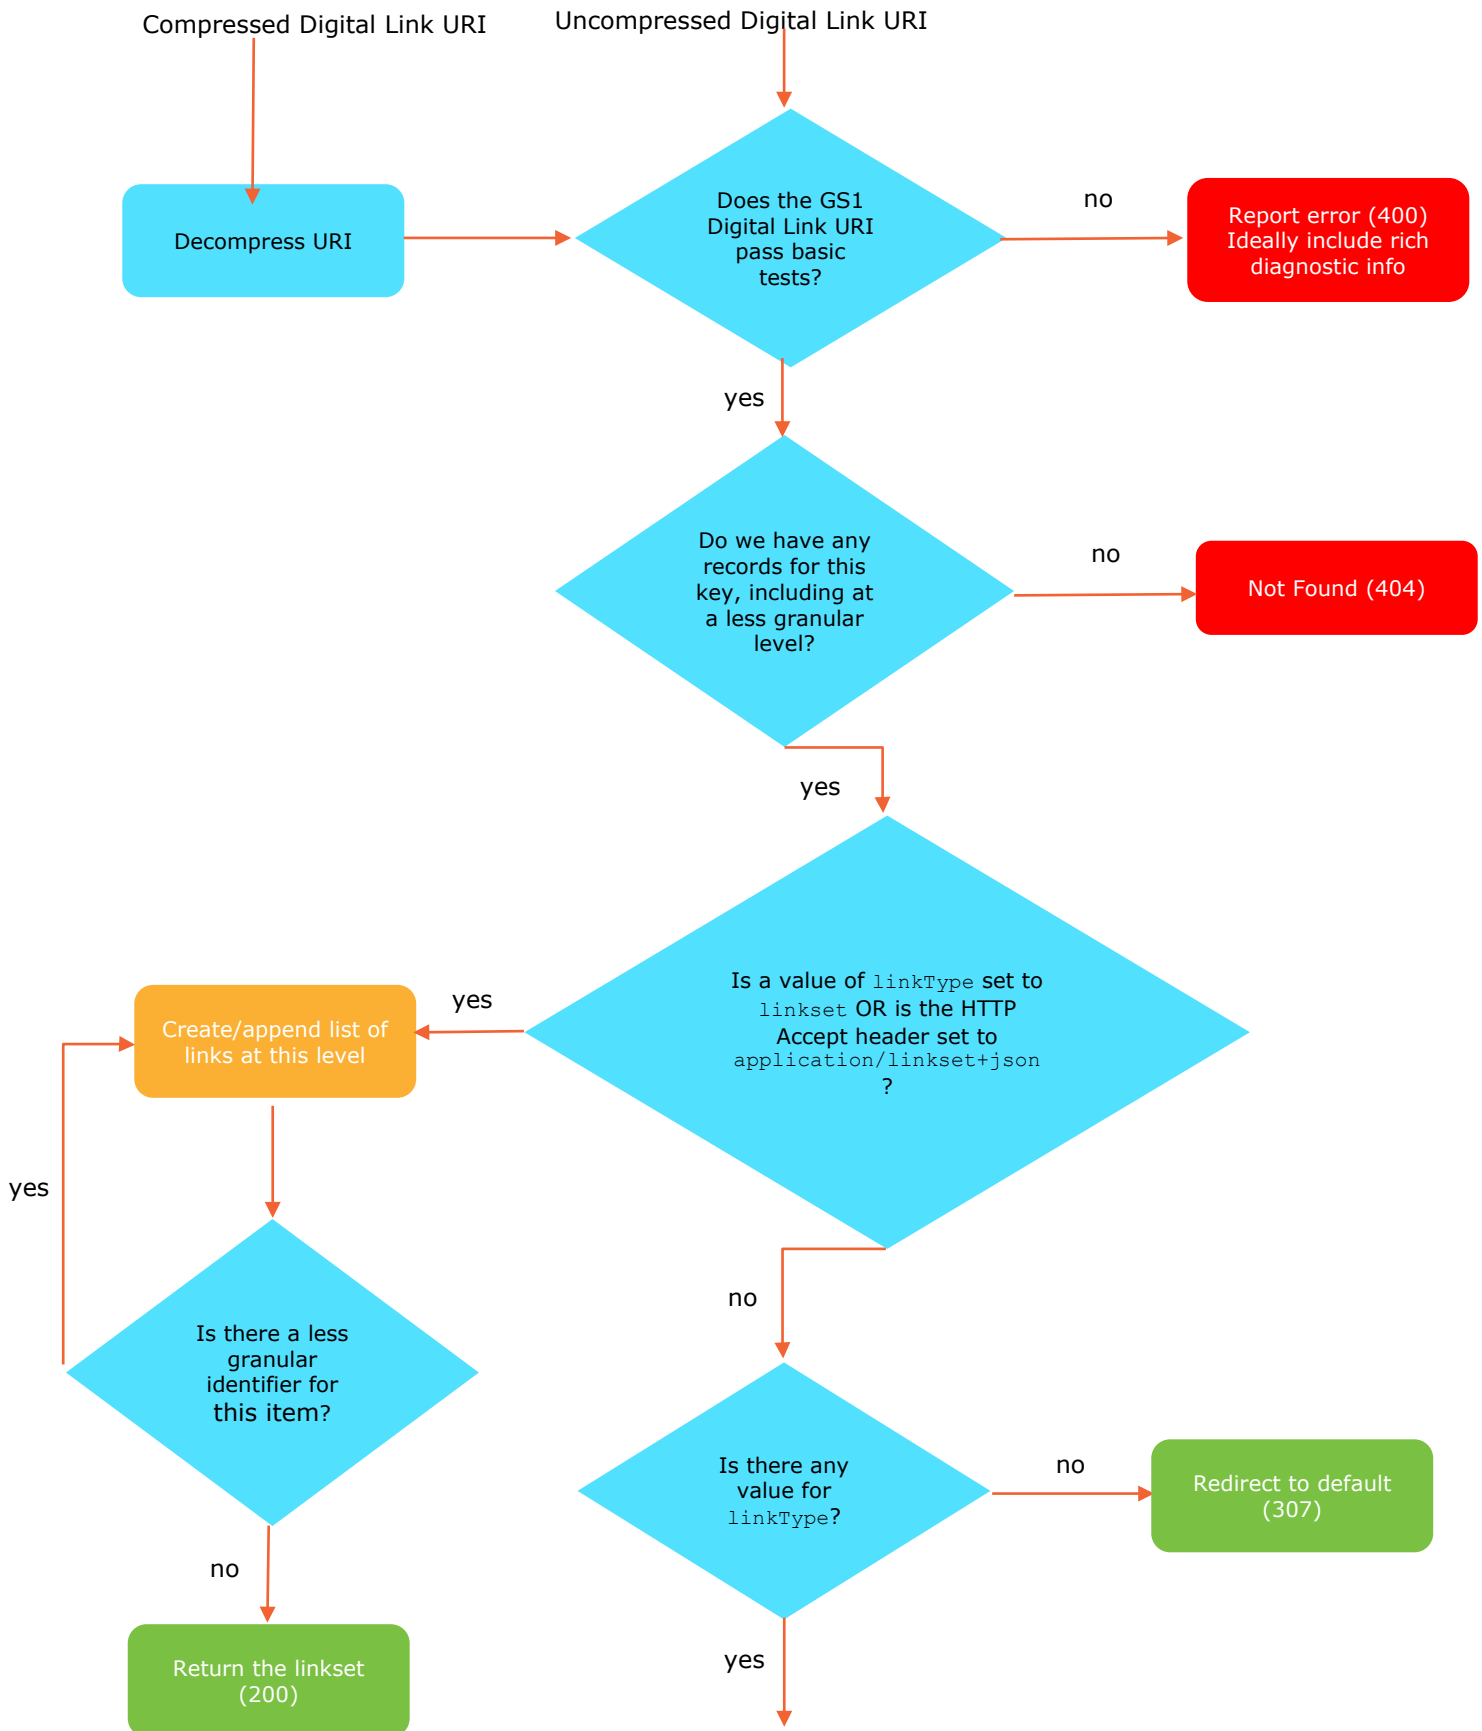 Compressed Digital Link URI
Uncompressed Digital Link URI
Decompress URI
Does the GS1
Digital Link URI
pass basic
tests?
no
Report error (400)
Ideally include rich
diagnostic info
yes
Do we have any
records for this
key, including at
a less granular
level?
no
Not Found (404)
yes
Is a value of linkType set to
linkset OR is the HTTP
Accept header set to
application/linkset+json
?
yes
Create/append list of
links at this level
yes
Is there a less
granular
identifier for
this item?
no
Return the linkset
(200)
no
Is there any
value for
linkType?
no
Redirect to default
(307)
yes